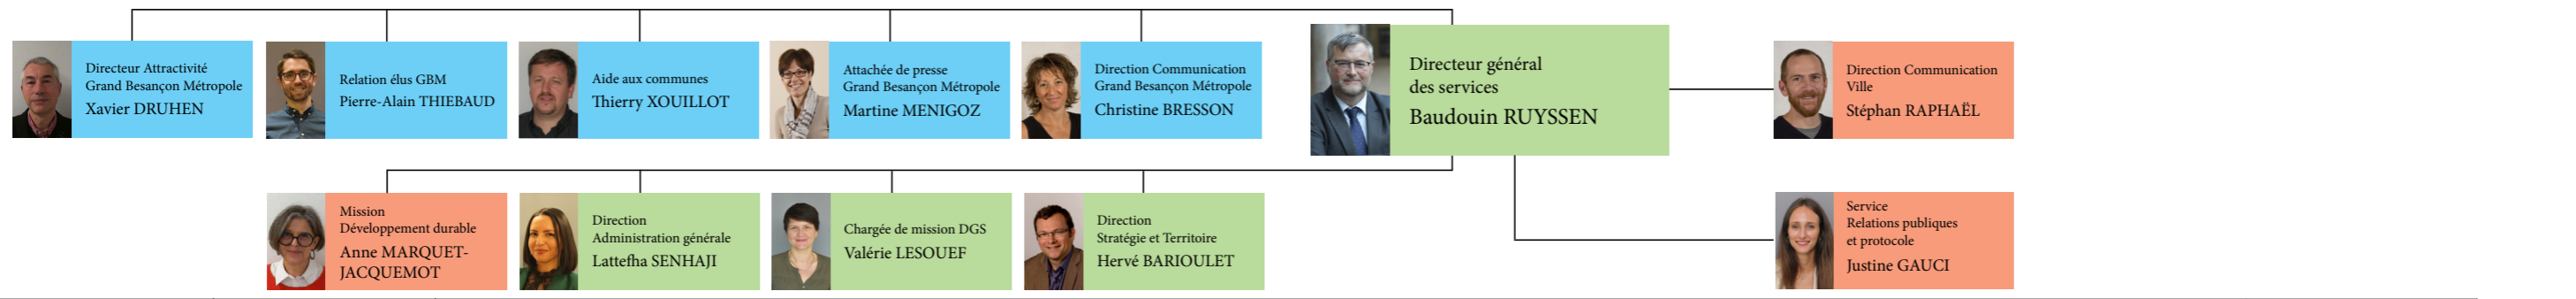 Directeur Attractivité
Grand Besançon Métropole
Xavier DRUHEN
Relation élus GBM
Pierre-Alain THIEBAUD
Aide aux communes
Thierry XOUILLOT
Attachée de presse
Grand Besançon Métropole
Martine MENIGOZ
Direction Communication
Grand Besançon Métropole
Christine BRESSON
Directeur général
des services
Baudouin RUYSSEN
Direction Communication
Ville
Stéphan RAPHAËL
Mission
Développement durable
Anne MARQUET-
JACQUEMOT
Direction
Administration générale
Lattefha SENHAJI
Chargée de mission DGS
Valérie LESOUEF
Direction
Stratégie et Territoire
Hervé BARIOULET
Service
Relations publiques
et protocole
Justine GAUCI